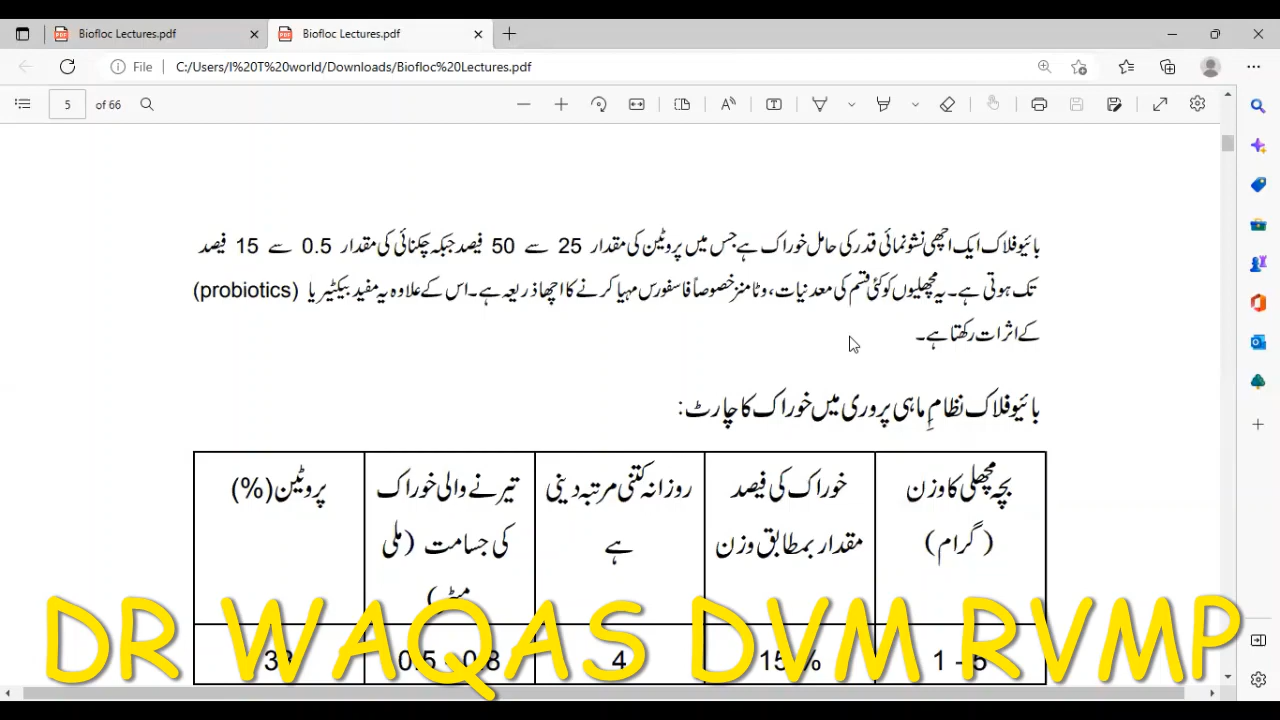 Biofloc Lectures.pdf
Biofloc Lectures.pdf
File
C:/Users/I%20T%20world/Downloads/Biofloc%20Lectures.pdf
5 of 66
بائیوفلاک ایک اچھی نشونمائی قدر کی حامل خوراک ہے جس میں پروٹین کی مقدار 25 سے 50 فیصد جبکہ چکنائی کی مقدار 0.5 سے 15 فیصد
تک ہوتی ہے۔ یہ مچھلیوں کو کئی قسم کی معدنیات، وٹامنز خصوصاً فاسفورس مہیا کرنے کا اچھا ذریعہ ہے۔ اس کے علاوہ یہ مفید بیکٹیریا (probiotics)
کے اثرات رکھتا ہے۔
بائیوفلاک نظامِ ماہی پروری میں خوراک کا چارٹ:
بچہ مچھلی کا وزن
(گرام)
خوراک کی فیصد
مقدار بمطابق وزن
روزانہ کتنی مرتبہ دینی
ہے
تیرنے والی خوراک
کی جسامت (ملی
پروٹین (%)
1 - 5
4
DR WAQAS DVM RVMP